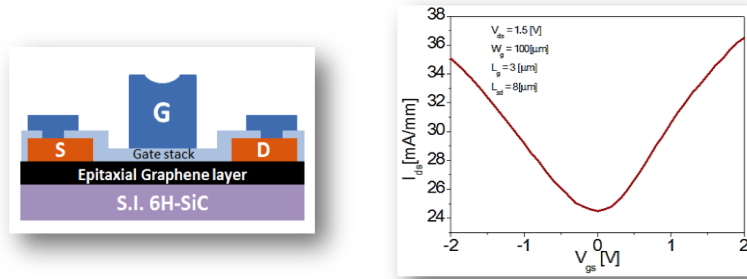 G
S
D
Gate stack
Epitaxial Graphene layer
S.I. 6H-SiC
V_ds = 1.5 [V]
W_g = 100[μm]
L_g = 3 [μm]
L_sd = 8[μm]
I_ds[mA/mm]
38
36
34
32
30
28
26
24
-2
-1
0
1
2
V_gs [V]